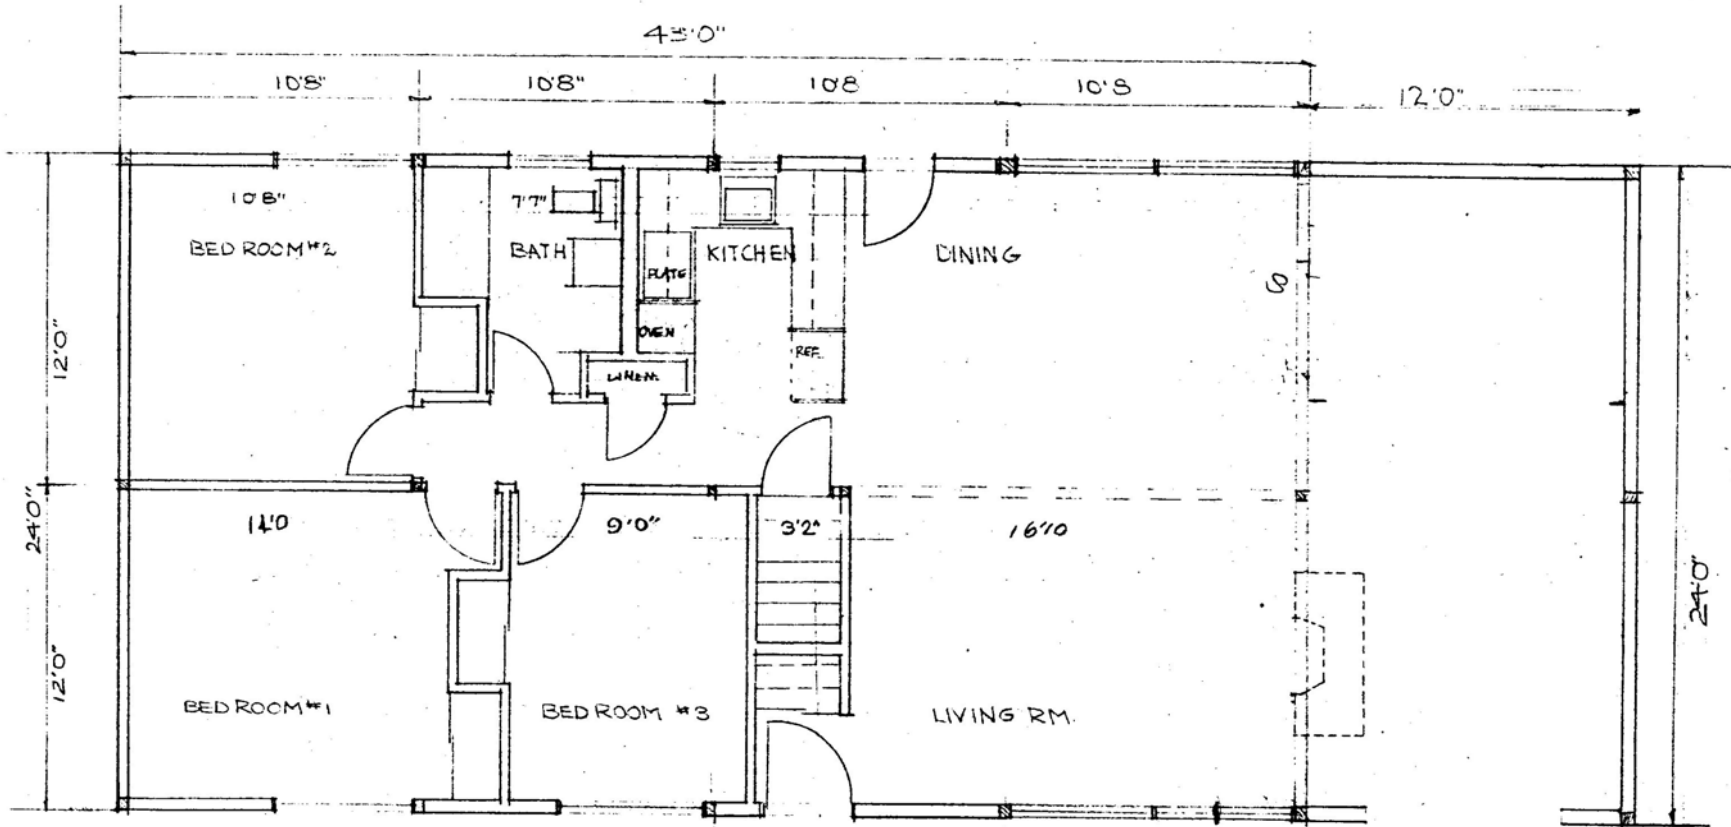 43'0"
10'8" 10'8" 10'8 10'8 12'0"
10'8" 7'7"
BED ROOM #2 BATH KITCHEN DINING
PLATE
OVEN
REF.
LINEN
12'0"
24'0"
11'0 9'0" 3'2" 16'10
12'0"
24'0"
BED ROOM #1 BED ROOM #3 LIVING RM.